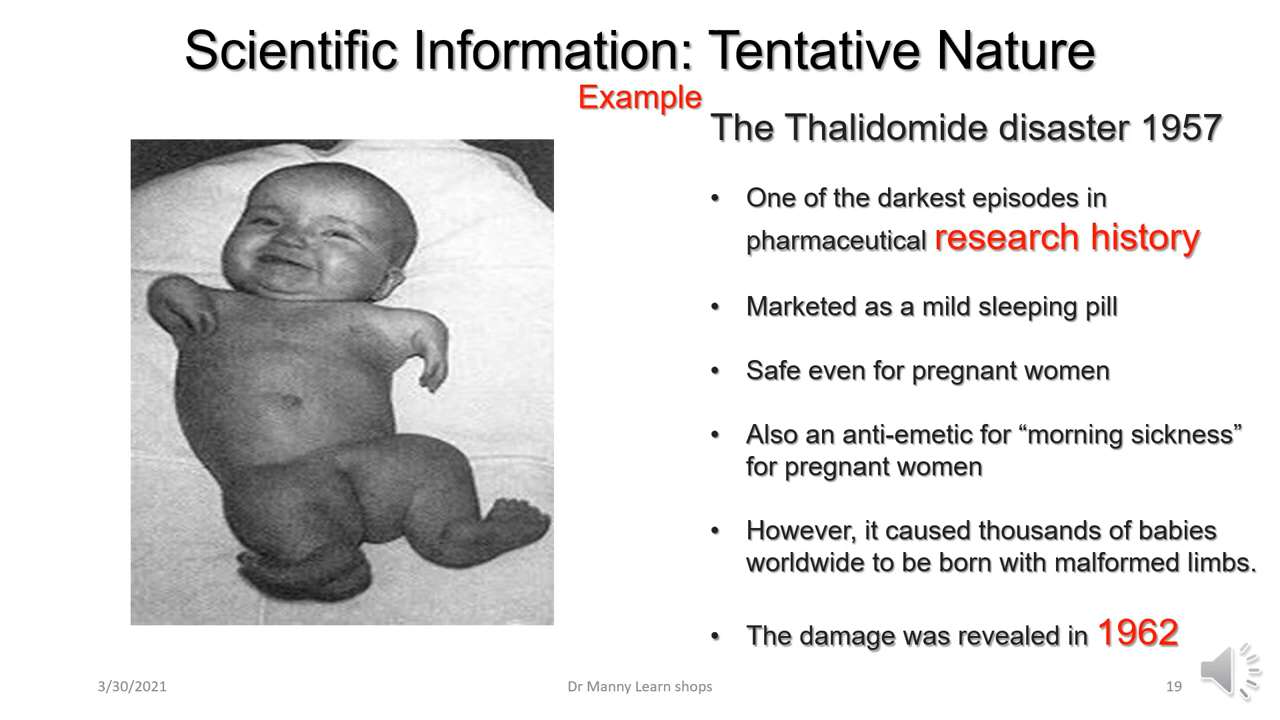 Scientific Information: Tentative Nature
Example
The Thalidomide disaster 1957
• One of the darkest episodes in
pharmaceutical research history
• Marketed as a mild sleeping pill
• Safe even for pregnant women
• Also an anti-emetic for “morning sickness”
for pregnant women
• However, it caused thousands of babies
worldwide to be born with malformed limbs.
• The damage was revealed in 1962
3/30/2021
Dr Manny Learn shops
19